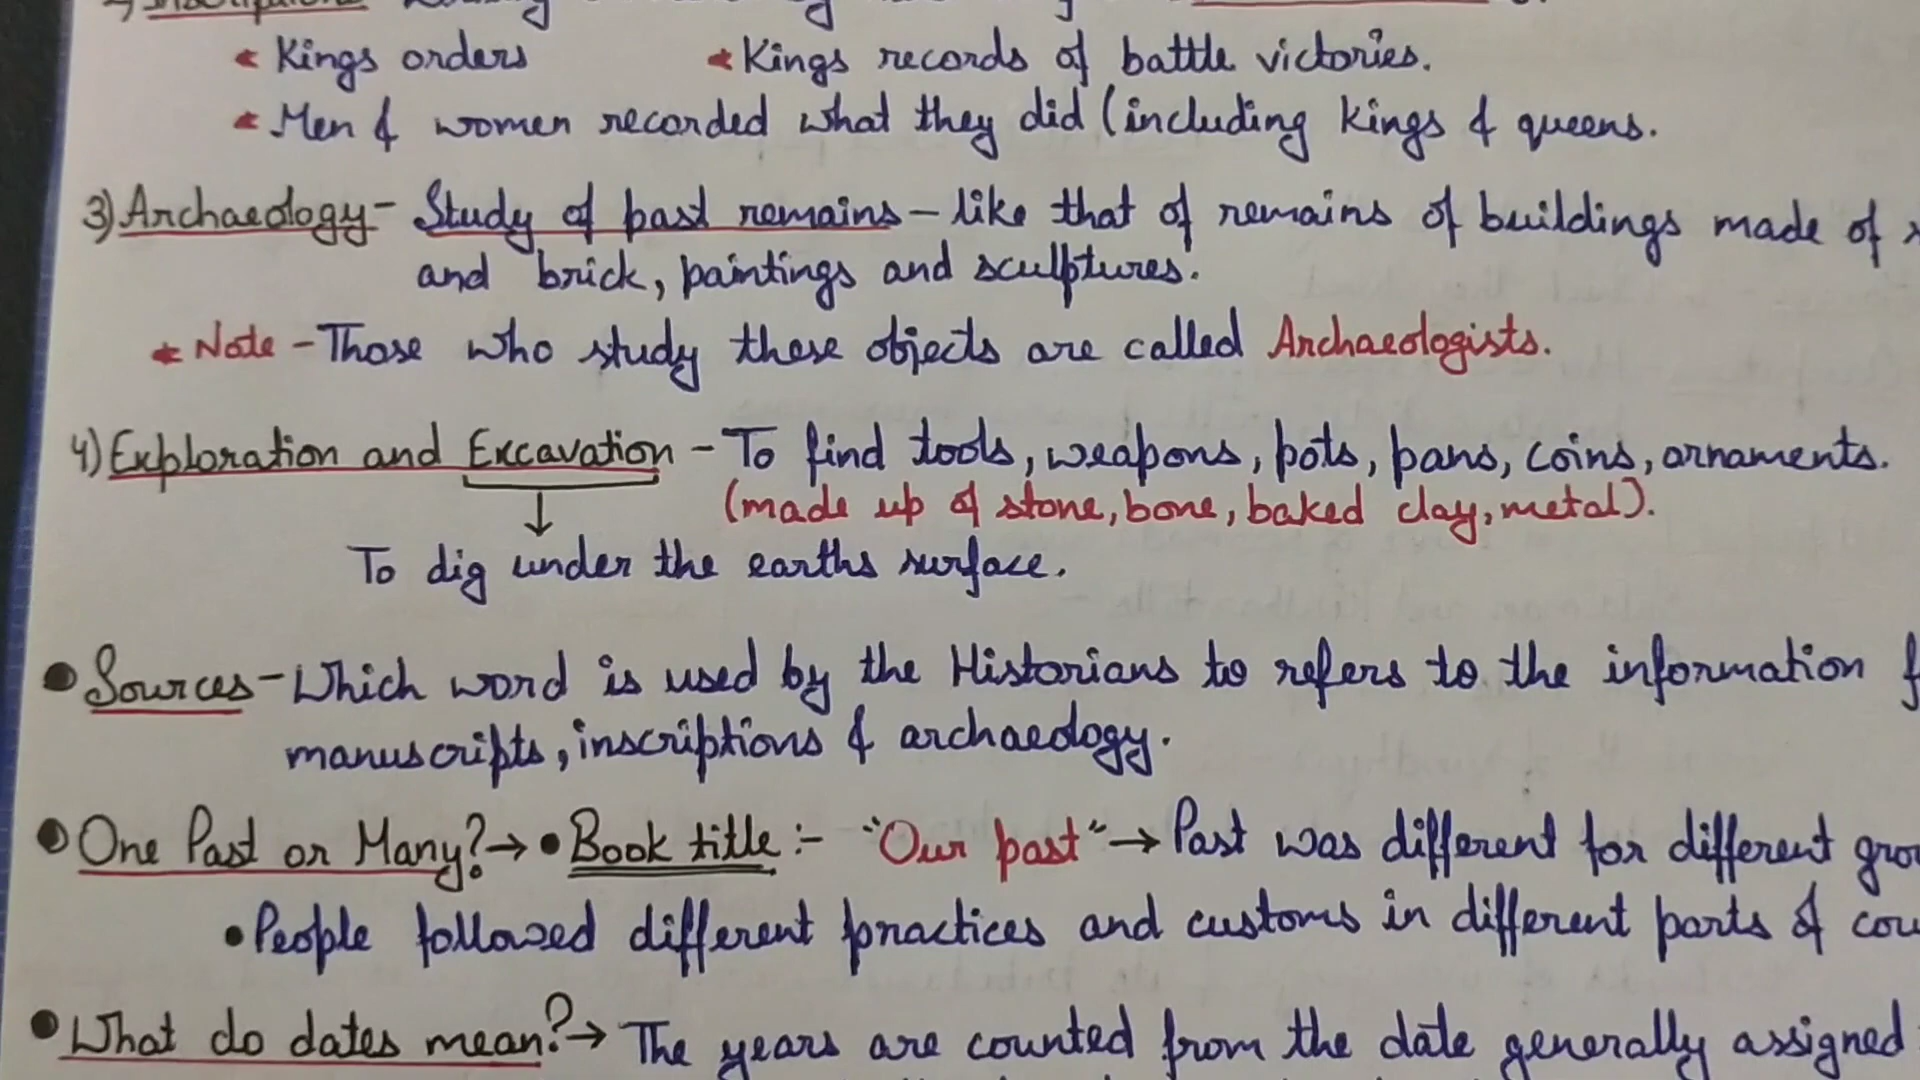 Inscriptions
* Kings orders * Kings records of battle victories.
* Men & women recorded what they did (including kings & queens.
3) Archaeology - Study of past remains - like that of remains of buildings made of
and brick, paintings and sculptures.
* Note - Those who study these objects are called Archaeologists.
4) Exploration and Excavation - To find tools, weapons, pots, pans, coins, ornaments.
(made up of stone, bone, baked clay, metal).
To dig under the earths surface.
• Sources - Which word is used by the Historians to refers to the information f
manuscripts, inscriptions & archaeology.
• One Past or Many? → • Book title :- "Our past" → Past was different for different gro
• People followed different practices and customs in different parts of cou
• What do dates mean? → The years are counted from the date generally assigned